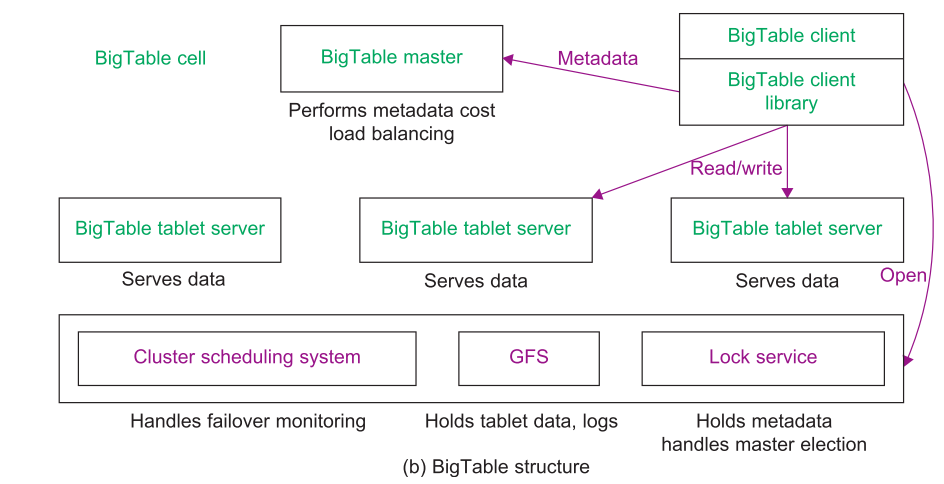 BigTable cell
BigTable master
Performs metadata cost
load balancing
Metadata
BigTable client
BigTable client
library
Read/write
BigTable tablet server
Serves data
BigTable tablet server
Serves data
BigTable tablet server
Serves data
Open
Cluster scheduling system
GFS
Lock service
Handles failover monitoring
Holds tablet data, logs
Holds metadata
handles master election
(b) BigTable structure